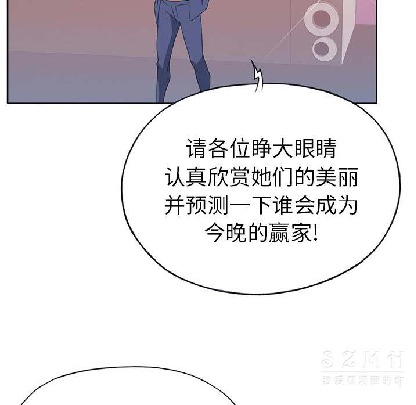 请各位睁大眼睛
认真欣赏她们的美丽
并预测一下谁会成为
今晚的赢家!